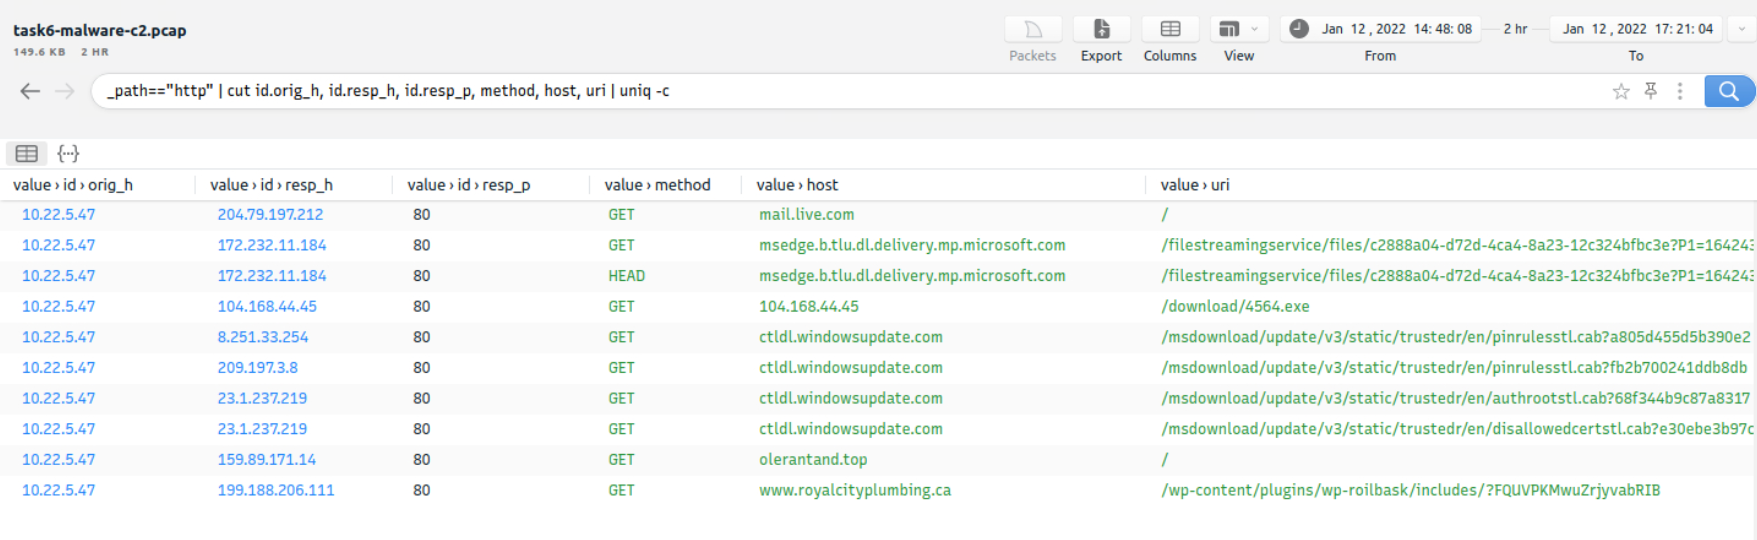 task6-malware-c2.pcap
149.6 KB 2 HR
Packets Export Columns View
Jan 12 , 2022 14: 48: 08 2 hr Jan 12 , 2022 17: 21: 04
From To
_path=="http" | cut id.orig_h, id.resp_h, id.resp_p, method, host, uri | uniq -c
value › id › orig_h value › id › resp_h value › id › resp_p value › method value › host value › uri
10.22.5.47 204.79.197.212 80 GET mail.live.com /
10.22.5.47 172.232.11.184 80 GET msedge.b.tlu.dl.delivery.mp.microsoft.com /filestreamingservice/files/c2888a04-d72d-4ca4-8a23-12c324bfbc3e?P1=164243
10.22.5.47 172.232.11.184 80 HEAD msedge.b.tlu.dl.delivery.mp.microsoft.com /filestreamingservice/files/c2888a04-d72d-4ca4-8a23-12c324bfbc3e?P1=164243
10.22.5.47 104.168.44.45 80 GET 104.168.44.45 /download/4564.exe
10.22.5.47 8.251.33.254 80 GET ctldl.windowsupdate.com /msdownload/update/v3/static/trustedr/en/pinrulesstl.cab?a805d455d5b390e2
10.22.5.47 209.197.3.8 80 GET ctldl.windowsupdate.com /msdownload/update/v3/static/trustedr/en/pinrulesstl.cab?fb2b700241ddb8db
10.22.5.47 23.1.237.219 80 GET ctldl.windowsupdate.com /msdownload/update/v3/static/trustedr/en/authrootstl.cab?68f344b9c87a8317
10.22.5.47 23.1.237.219 80 GET ctldl.windowsupdate.com /msdownload/update/v3/static/trustedr/en/disallowedcertstl.cab?e30ebe3b97c
10.22.5.47 159.89.171.14 80 GET olerantand.top /
10.22.5.47 199.188.206.111 80 GET www.royalcityplumbing.ca /wp-content/plugins/wp-roilbask/includes/?FQUVPKMwuZrjyvabRIB